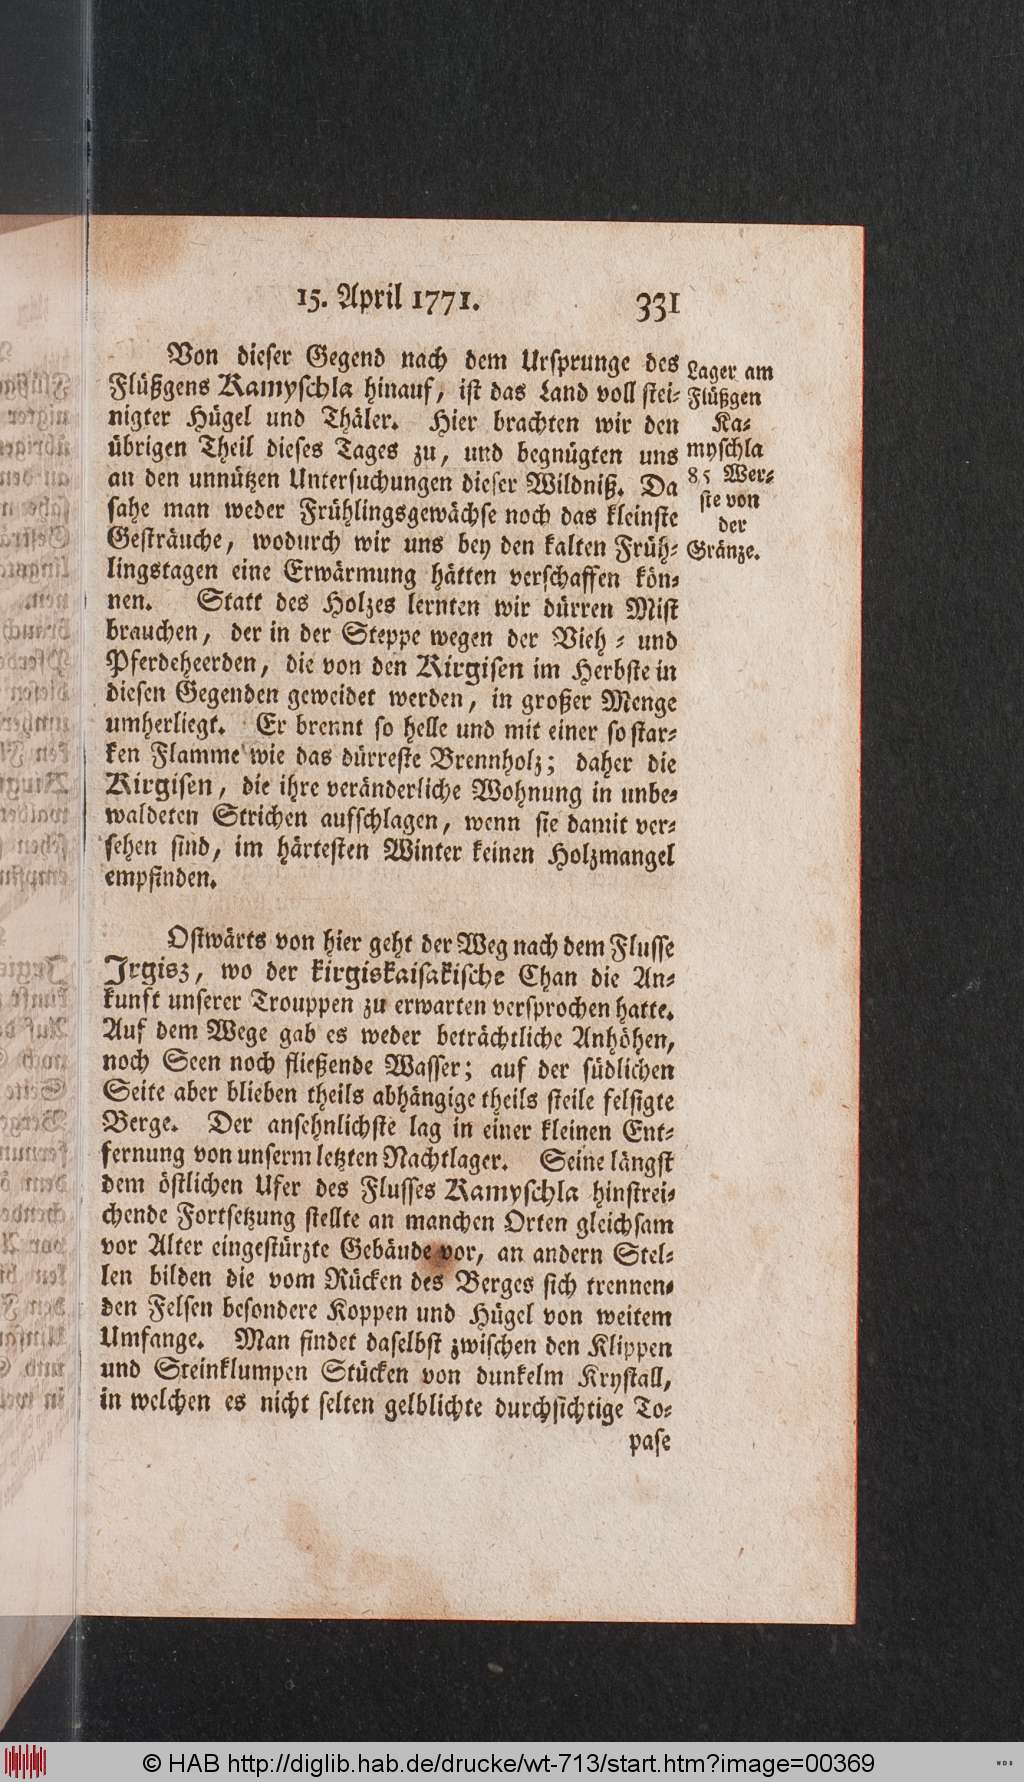 15. April 1771. 331
Von dieser Gegend nach dem Ursprunge des
Flüßgens Kamyschla hinauf, ist das Land voll stei-
nigter Hügel und Thäler. Hier brachten wir den
übrigen Theil dieses Tages zu, und begnügten uns
an den unnützen Untersuchungen dieser Wildniß. Da
sahe man weder Frühlingsgewächse noch das kleinste
Gesträuche, wodurch wir uns bey den kalten Früh-
lingstagen eine Erwärmung hätten verschaffen kön-
nen. Statt des Holzes lernten wir dürren Mist
brauchen, der in der Steppe wegen der Vieh- und
Pferdeheerden, die von den Kirgisen im Herbste in
diesen Gegenden geweidet werden, in großer Menge
umherliegt. Er brennt so helle und mit einer so star-
ken Flamme wie das dürreste Brennholz; daher die
Kirgisen, die ihre veränderliche Wohnung in unbe-
waldeten Strichen aufschlagen, wenn sie damit ver-
sehen sind, im härtesten Winter keinen Holzmangel
empfinden.
Lager am
Flüßgen
Ka-
myschla
85 Wer-
ste von
der
Gränze.
Ostwärts von hier geht der Weg nach dem Flusse
Irgisz, wo der kirgiskaisakische Chan die An-
kunft unserer Trouppen zu erwarten versprochen hatte.
Auf dem Wege gab es weder beträchtliche Anhöhen,
noch Seen noch fließende Wasser; auf der südlichen
Seite aber blieben theils abhängige theils steile felsigte
Berge. Der ansehnlichste lag in einer kleinen Ent-
fernung von unserm letzten Nachtlager. Seine längst
dem östlichen Ufer des Flusses Kamyschla hinstrei-
chende Fortsetzung stellte an manchen Orten gleichsam
vor Alter eingestürzte Gebäude vor, an andern Stel-
len bilden die vom Rücken des Berges sich trennen-
den Felsen besondere Koppen und Hügel von weitem
Umfange. Man findet daselbst zwischen den Klippen
und Steinklumpen Stücken von dunkelm Krystall,
in welchen es nicht selten gelblichte durchsichtige To-
pase
© HAB http://diglib.hab.de/drucke/wt-713/start.htm?image=00369